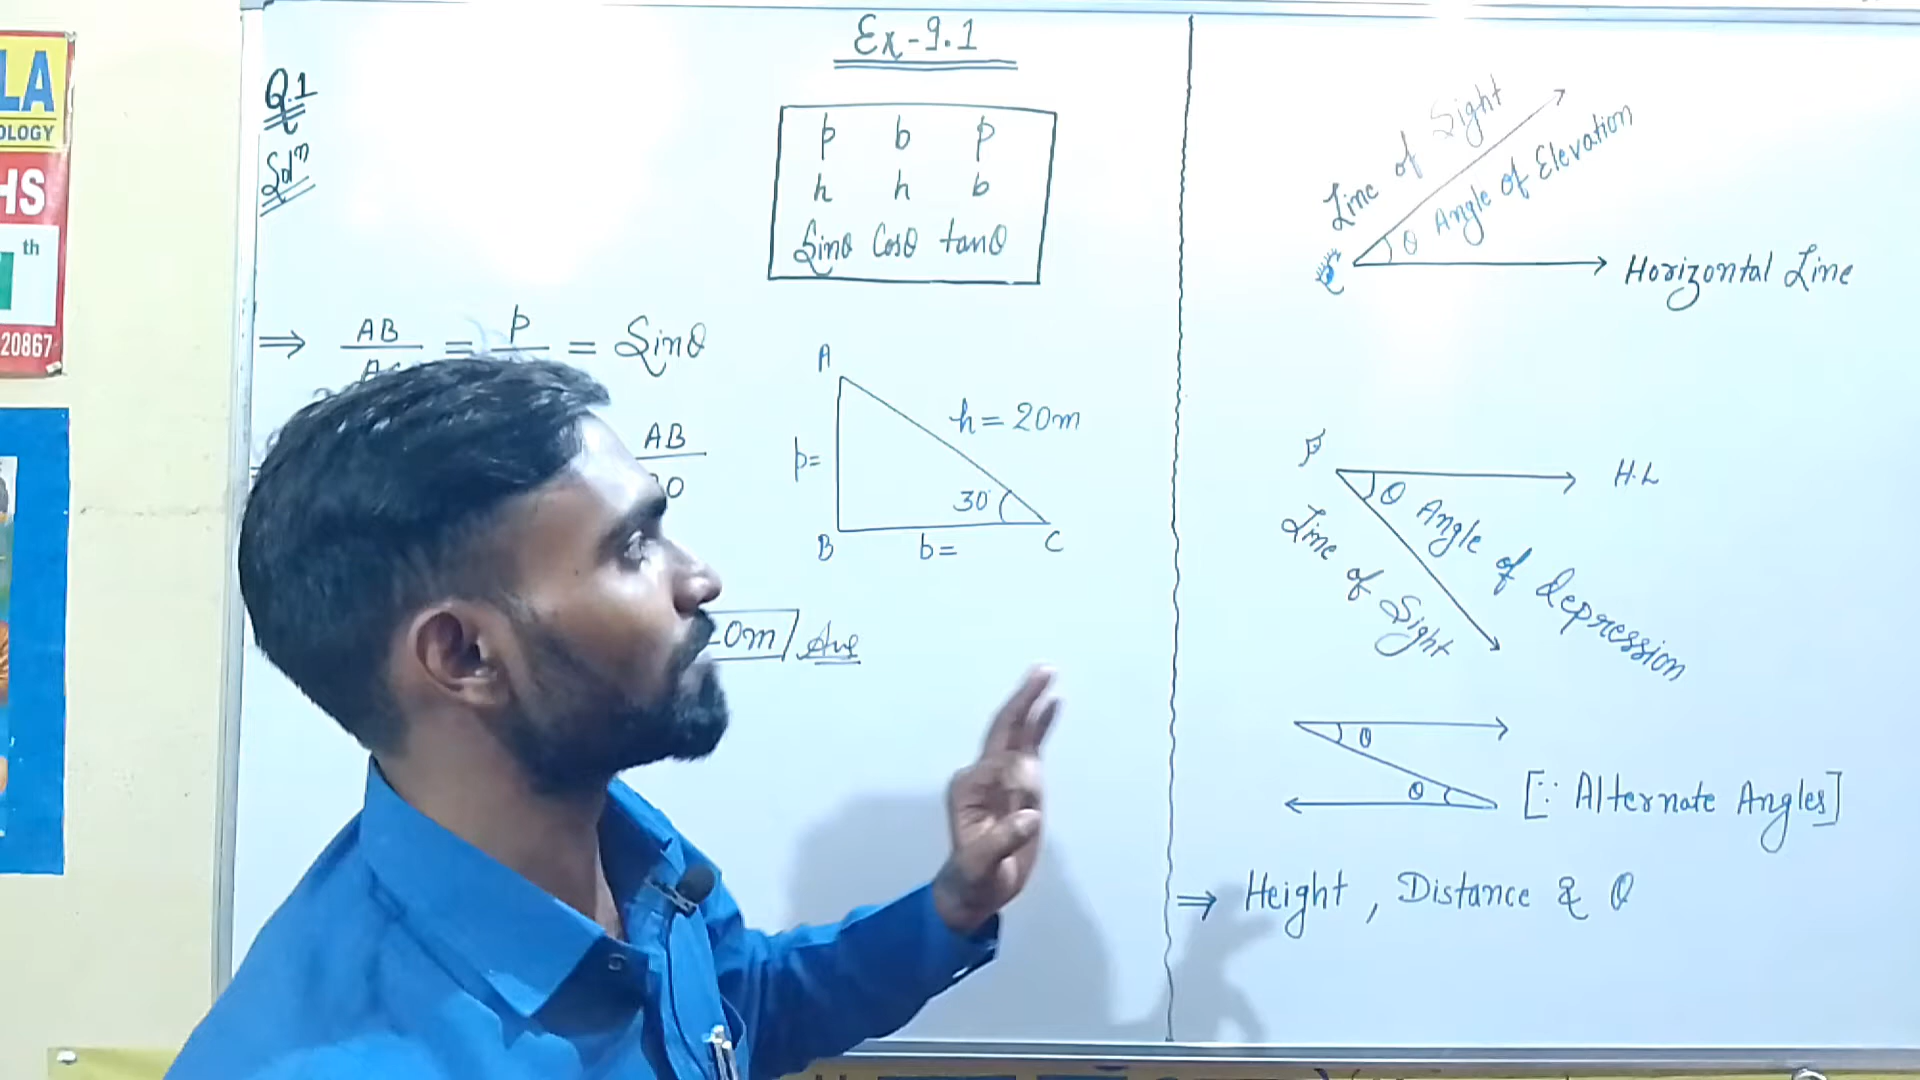 LA
OLOGY
HS
th
20867
Ex-9.1
Q.1
Solⁿ
p b p
h h b
Sinθ Cosθ tanθ
⇒ AB = p = Sinθ
AB
A
h = 20m
p=
30°
B
b=
C
0m Ans
Line of Sight
θ Angle of Elevation
Horizontal Line
H.L
θ Angle of depression
Line of Sight
θ
θ
[∵ Alternate Angles]
⇒ Height, Distance & θ